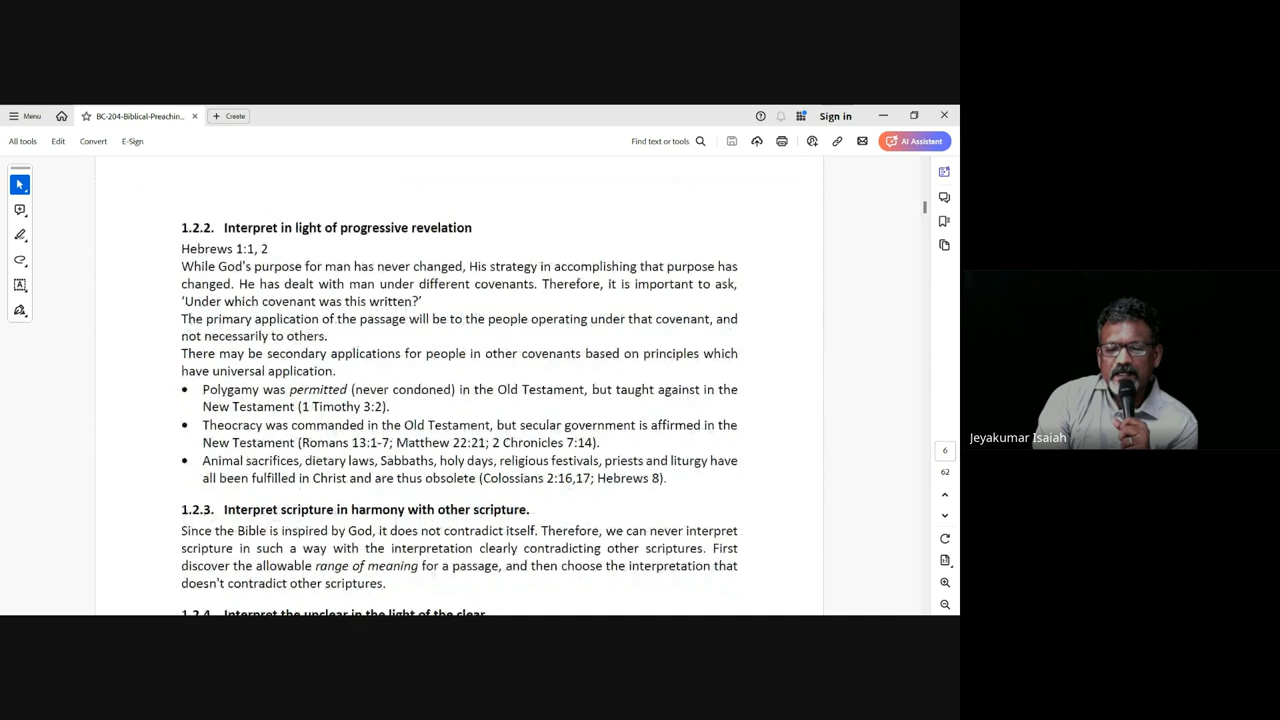 Menu
BC-204-Biblical-Preachin...
Create
Sign in
All tools
Edit
Convert
E-Sign
Find text or tools
AI Assistant
1.2.2. Interpret in light of progressive revelation
Hebrews 1:1, 2
While God's purpose for man has never changed, His strategy in accomplishing that purpose has
changed. He has dealt with man under different covenants. Therefore, it is important to ask,
‘Under which covenant was this written?’
The primary application of the passage will be to the people operating under that covenant, and
not necessarily to others.
There may be secondary applications for people in other covenants based on principles which
have universal application.
• Polygamy was permitted (never condoned) in the Old Testament, but taught against in the
New Testament (1 Timothy 3:2).
• Theocracy was commanded in the Old Testament, but secular government is affirmed in the
New Testament (Romans 13:1-7; Matthew 22:21; 2 Chronicles 7:14).
• Animal sacrifices, dietary laws, Sabbaths, holy days, religious festivals, priests and liturgy have
all been fulfilled in Christ and are thus obsolete (Colossians 2:16,17; Hebrews 8).
1.2.3. Interpret scripture in harmony with other scripture.
Since the Bible is inspired by God, it does not contradict itself. Therefore, we can never interpret
scripture in such a way with the interpretation clearly contradicting other scriptures. First
discover the allowable range of meaning for a passage, and then choose the interpretation that
doesn't contradict other scriptures.
1.2.4. Interpret the unclear in the light of the clear
6
62
Jeyakumar Isaiah